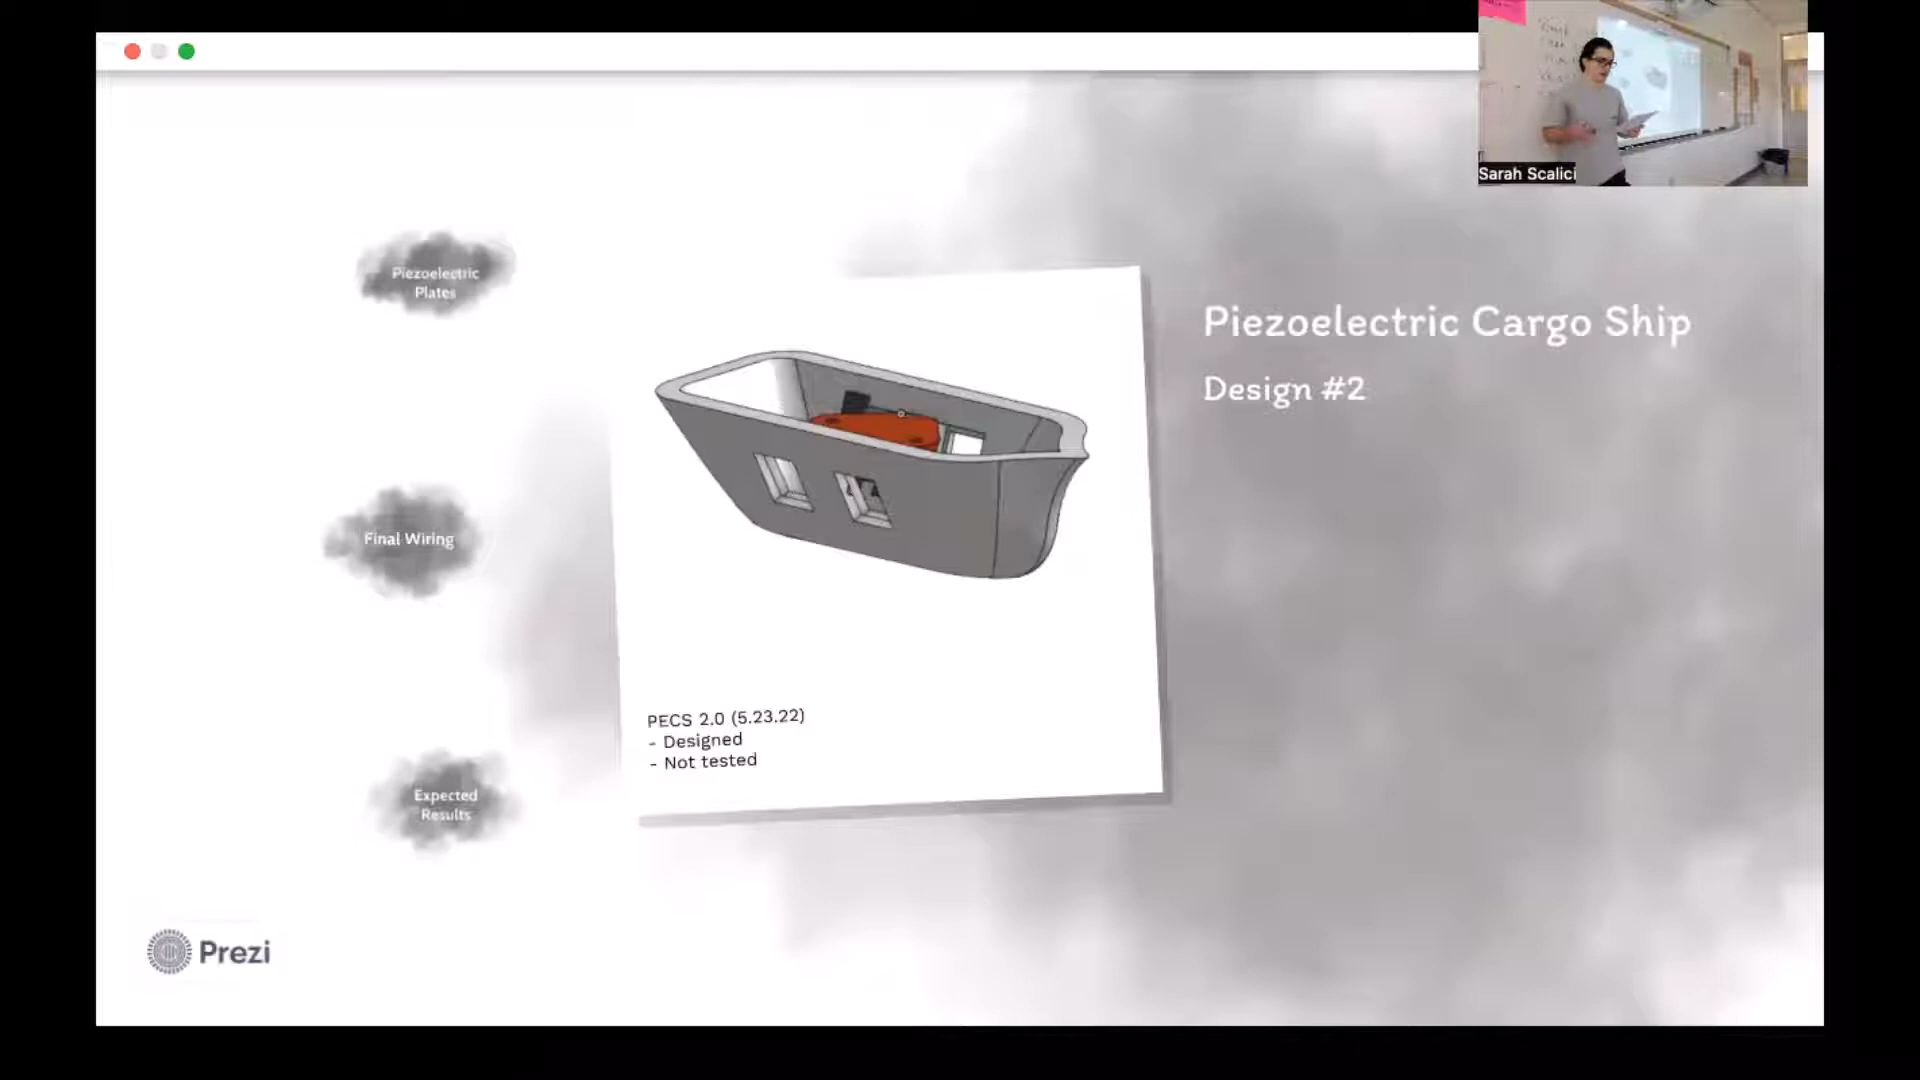 Sarah Scalici
Piezoelectric
Plates
Piezoelectric Cargo Ship
Design #2
Final Wiring
PECS 2.0 (5.23.22)
- Designed
- Not tested
Expected
Results
Prezi